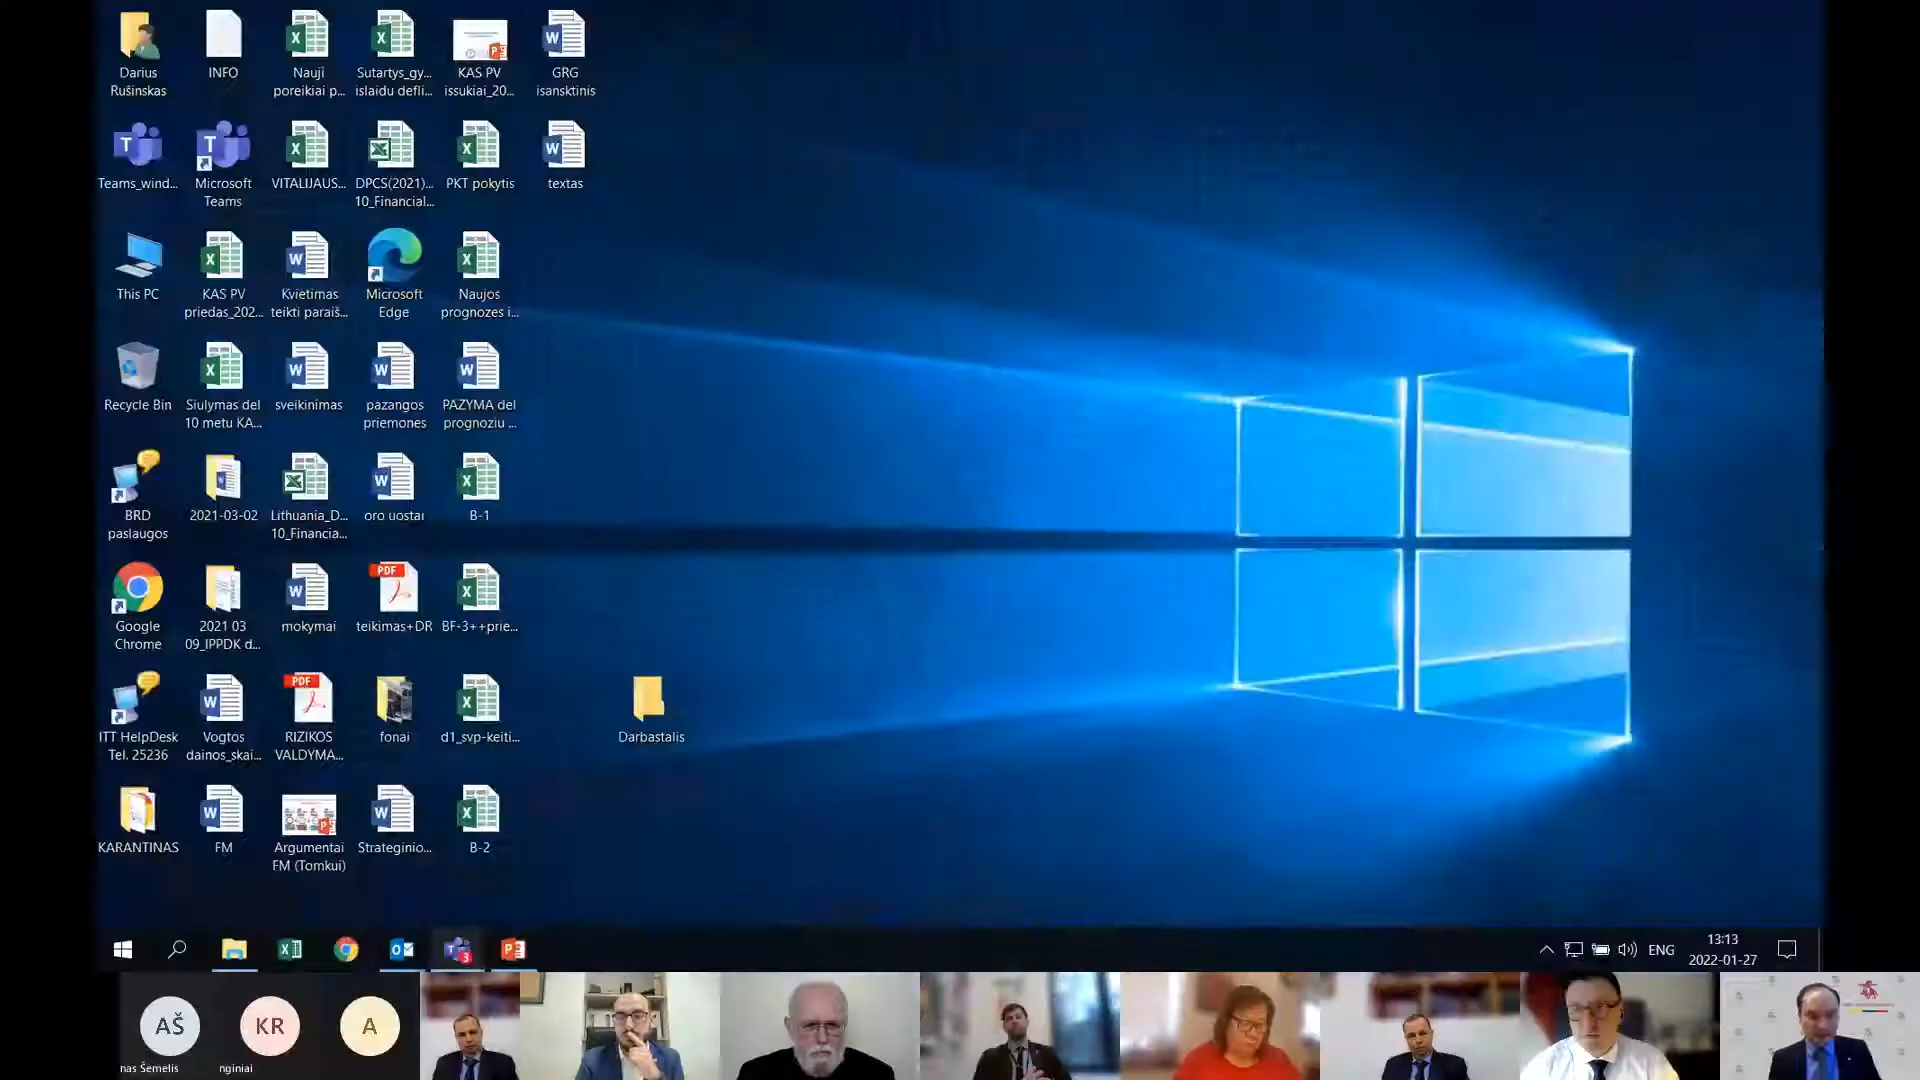 Darius
Rušinskas
INFO
Nauji
poreikiai p...
Sutartys_gy...
islaidu defli...
KAS PV
issukiai_20...
GRG
isansktinis
Teams_wind...
Microsoft
Teams
VITALIJAUS...
DPCS(2021)...
10_Financial...
PKT pokytis
textas
This PC
KAS PV
priedas_202...
Kvietimas
teikti paraiš...
Microsoft
Edge
Naujos
prognozes i...
Recycle Bin
Siulymas del
10 metu KA...
sveikinimas
pazangos
priemones
PAZYMA del
prognoziu ...
BRD
paslaugos
2021-03-02
Lithuania_D...
10_Financia...
oro uostai
B-1
Google
Chrome
2021 03
09_IPPDK d...
mokymai
teikimas+DR
BF-3++prie...
ITT HelpDesk
Tel. 25236
Vogtos
dainos_skai...
RIZIKOS
VALDYMA...
fonai
d1_svp-keiti...
Darbastalis
KARANTINAS
FM
Argumentai
FM (Tomkui)
Strateginio...
B-2
ENG
13:13
2022-01-27
AŠ
KR
A
nas Šemelis
nginiai